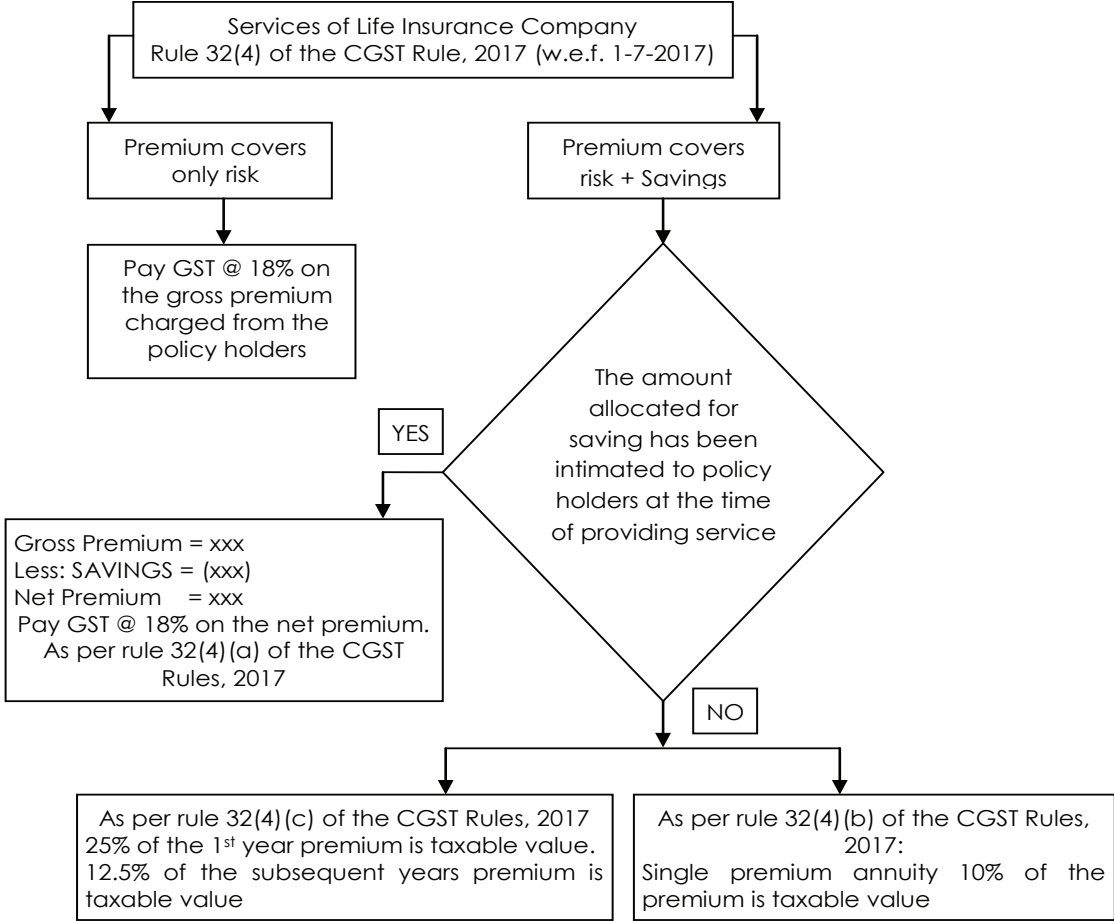 Services of Life Insurance Company
Rule 32(4) of the CGST Rule, 2017 (w.e.f. 1-7-2017)
Premium covers
only risk
Premium covers
risk + Savings
Pay GST @ 18% on
the gross premium
charged from the
policy holders
The amount
allocated for
saving has been
intimated to policy
holders at the time
of providing service
YES
Gross Premium = xxx
Less: SAVINGS = (xxx)
Net Premium = xxx
Pay GST @ 18% on the net premium.
As per rule 32(4)(a) of the CGST
Rules, 2017
NO
As per rule 32(4)(c) of the CGST Rules, 2017
25% of the 1st year premium is taxable value.
12.5% of the subsequent years premium is
taxable value
As per rule 32(4)(b) of the CGST Rules,
2017:
Single premium annuity 10% of the
premium is taxable value